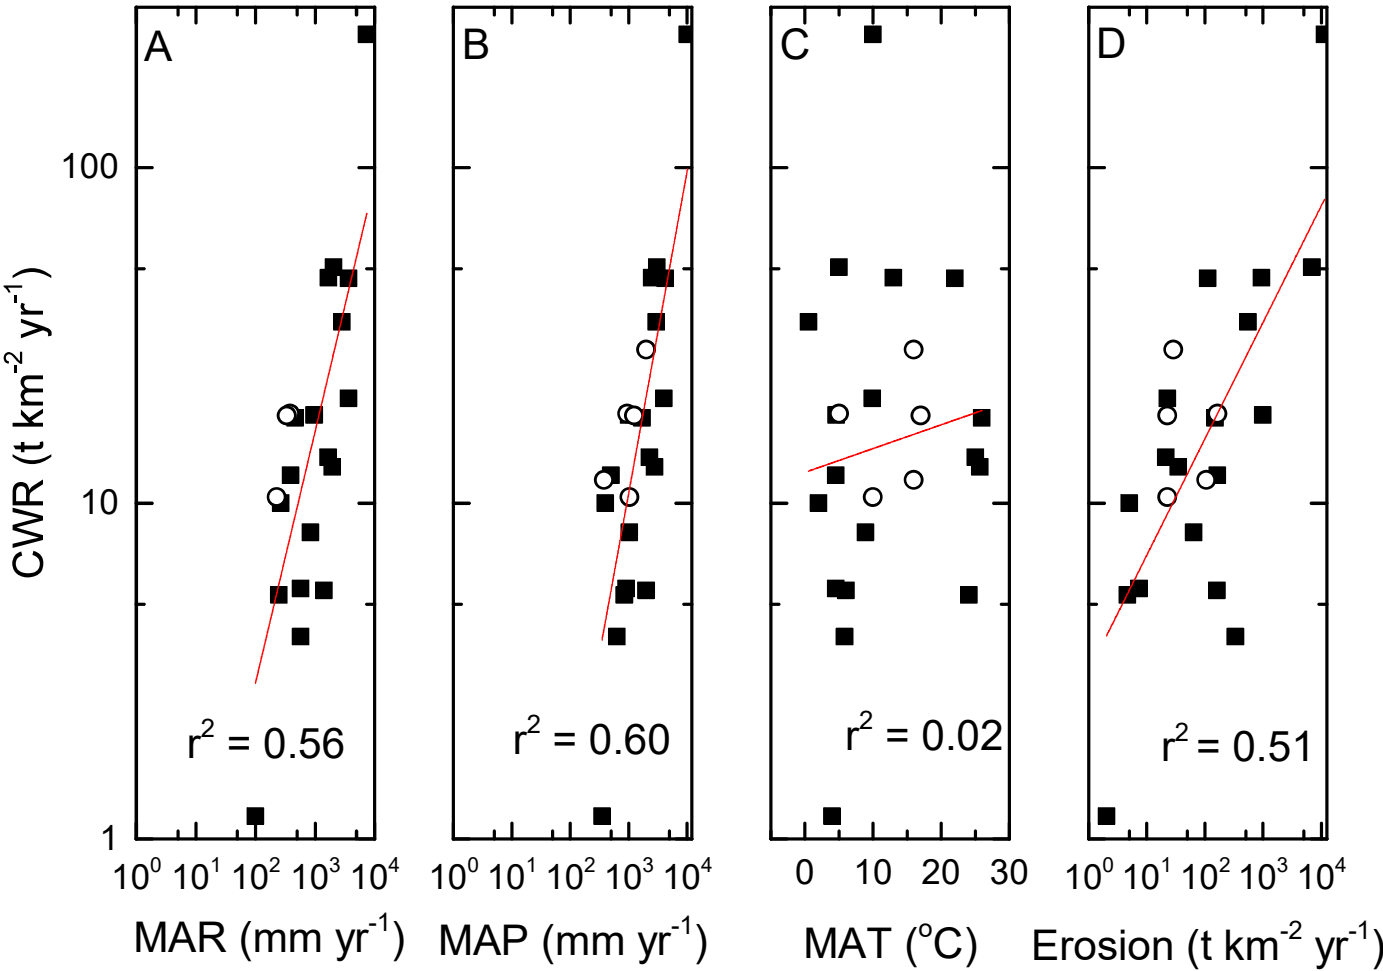 A
B
C
D
100
10
1
CWR (t km⁻² yr⁻¹)
r² = 0.56
r² = 0.60
r² = 0.02
r² = 0.51
10⁰ 10¹ 10² 10³ 10⁴
10⁰ 10¹ 10² 10³ 10⁴
0 10 20 30
10⁰ 10¹ 10² 10³ 10⁴
MAR (mm yr⁻¹)
MAP (mm yr⁻¹)
MAT (°C)
Erosion (t km⁻² yr⁻¹)